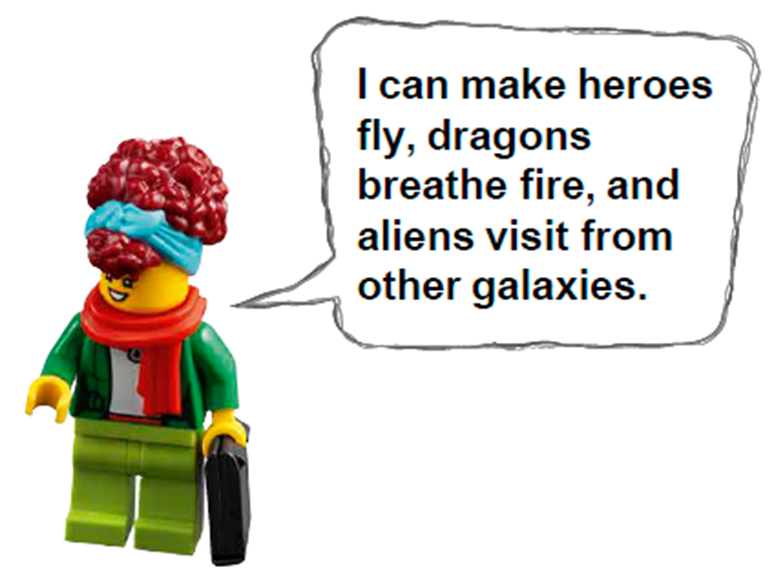 I can make heroes
fly, dragons
breathe fire, and
aliens visit from
other galaxies.